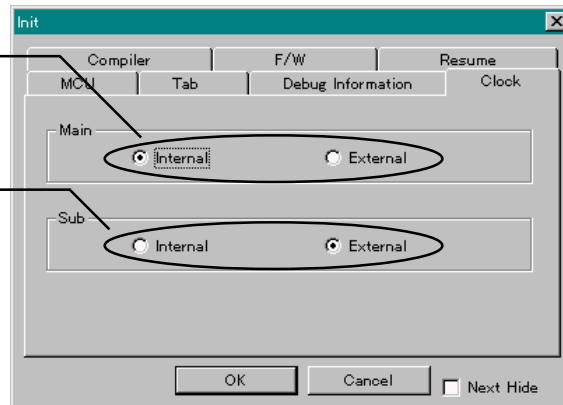 Init
Compiler F/W Resume
MCU Tab Debug Information Clock
Main
Internal External
Sub
Internal External
OK Cancel Next Hide